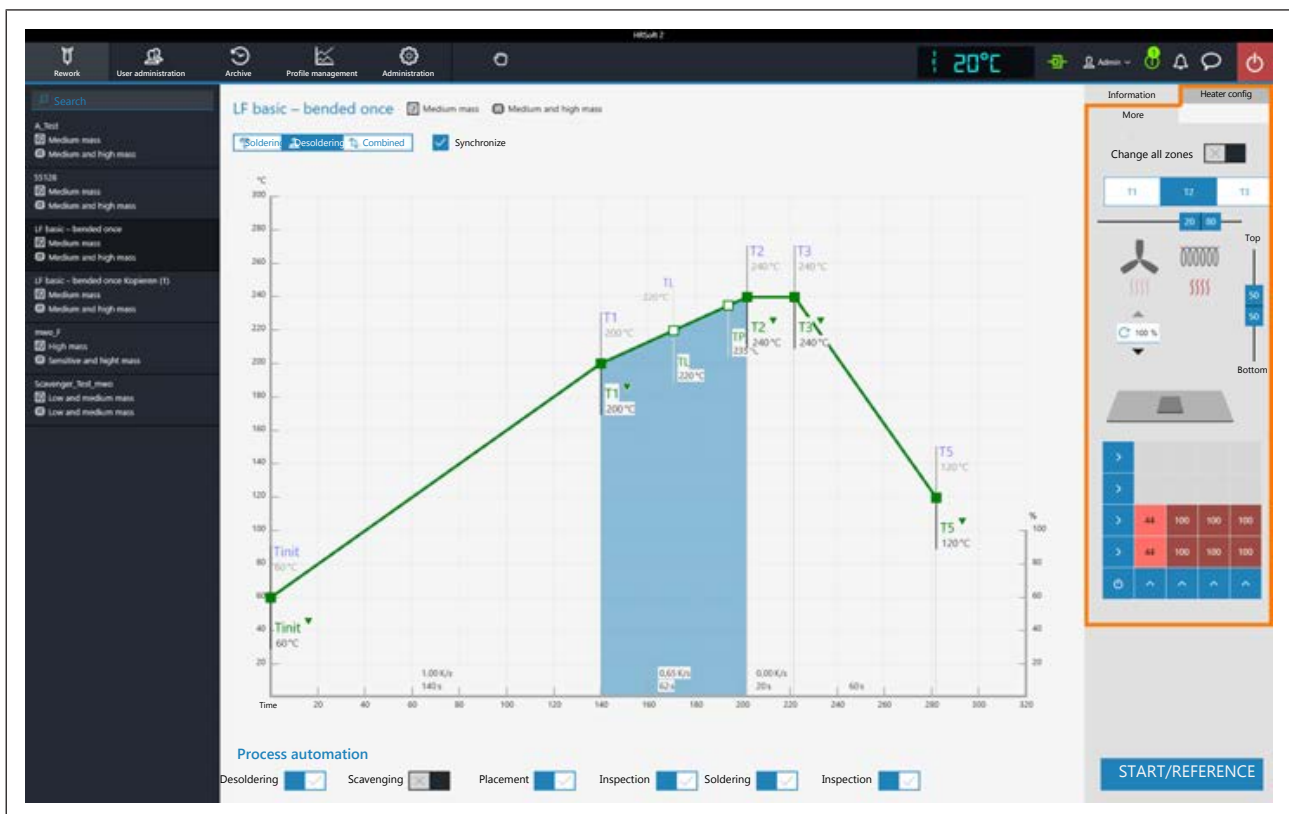 HRSoft 2
Rework User administration Archive Profile management Administration
20°C Admin
Search
A_Test
Medium mass
Medium and high mass
SS128
Medium mass
Medium and high mass
LF basic – bended once
Medium mass
Medium and high mass
LF basic – bended once Kopieren (1)
Medium mass
Medium and high mass
mwo_F
High mass
Sensitive and hight mass
Scavenger_Test_mwo
Low and medium mass
Low and medium mass
LF basic – bended once Medium mass Medium and high mass
Solderin Desoldering Combined Synchronize
°C
300
280
260
240
220
200
180
160
140
120
100
80
60
40
20
Tinit
60°C
Tinit
60°C
T1
200°C
T1
200°C
TL
220°C
TL
220°C
TP
235°C
T2
240°C
T2
240°C
T3
240°C
T3
240°C
T5
120°C
T5
120°C
%
100
80
60
40
20
1,00 K/s
140 s
0,65 K/s
62 s
0,00 K/s
20 s
60 s
Time 20 40 60 80 100 120 140 160 180 200 220 240 260 280 300 320
Process automation
Desoldering Scavenging Placement Inspection Soldering Inspection
Information Heater config
More
Change all zones
T1 T2 T3
20 80
Top
50
50
100 %
Bottom
44 100 100 100
44 100 100 100
START/REFERENCE